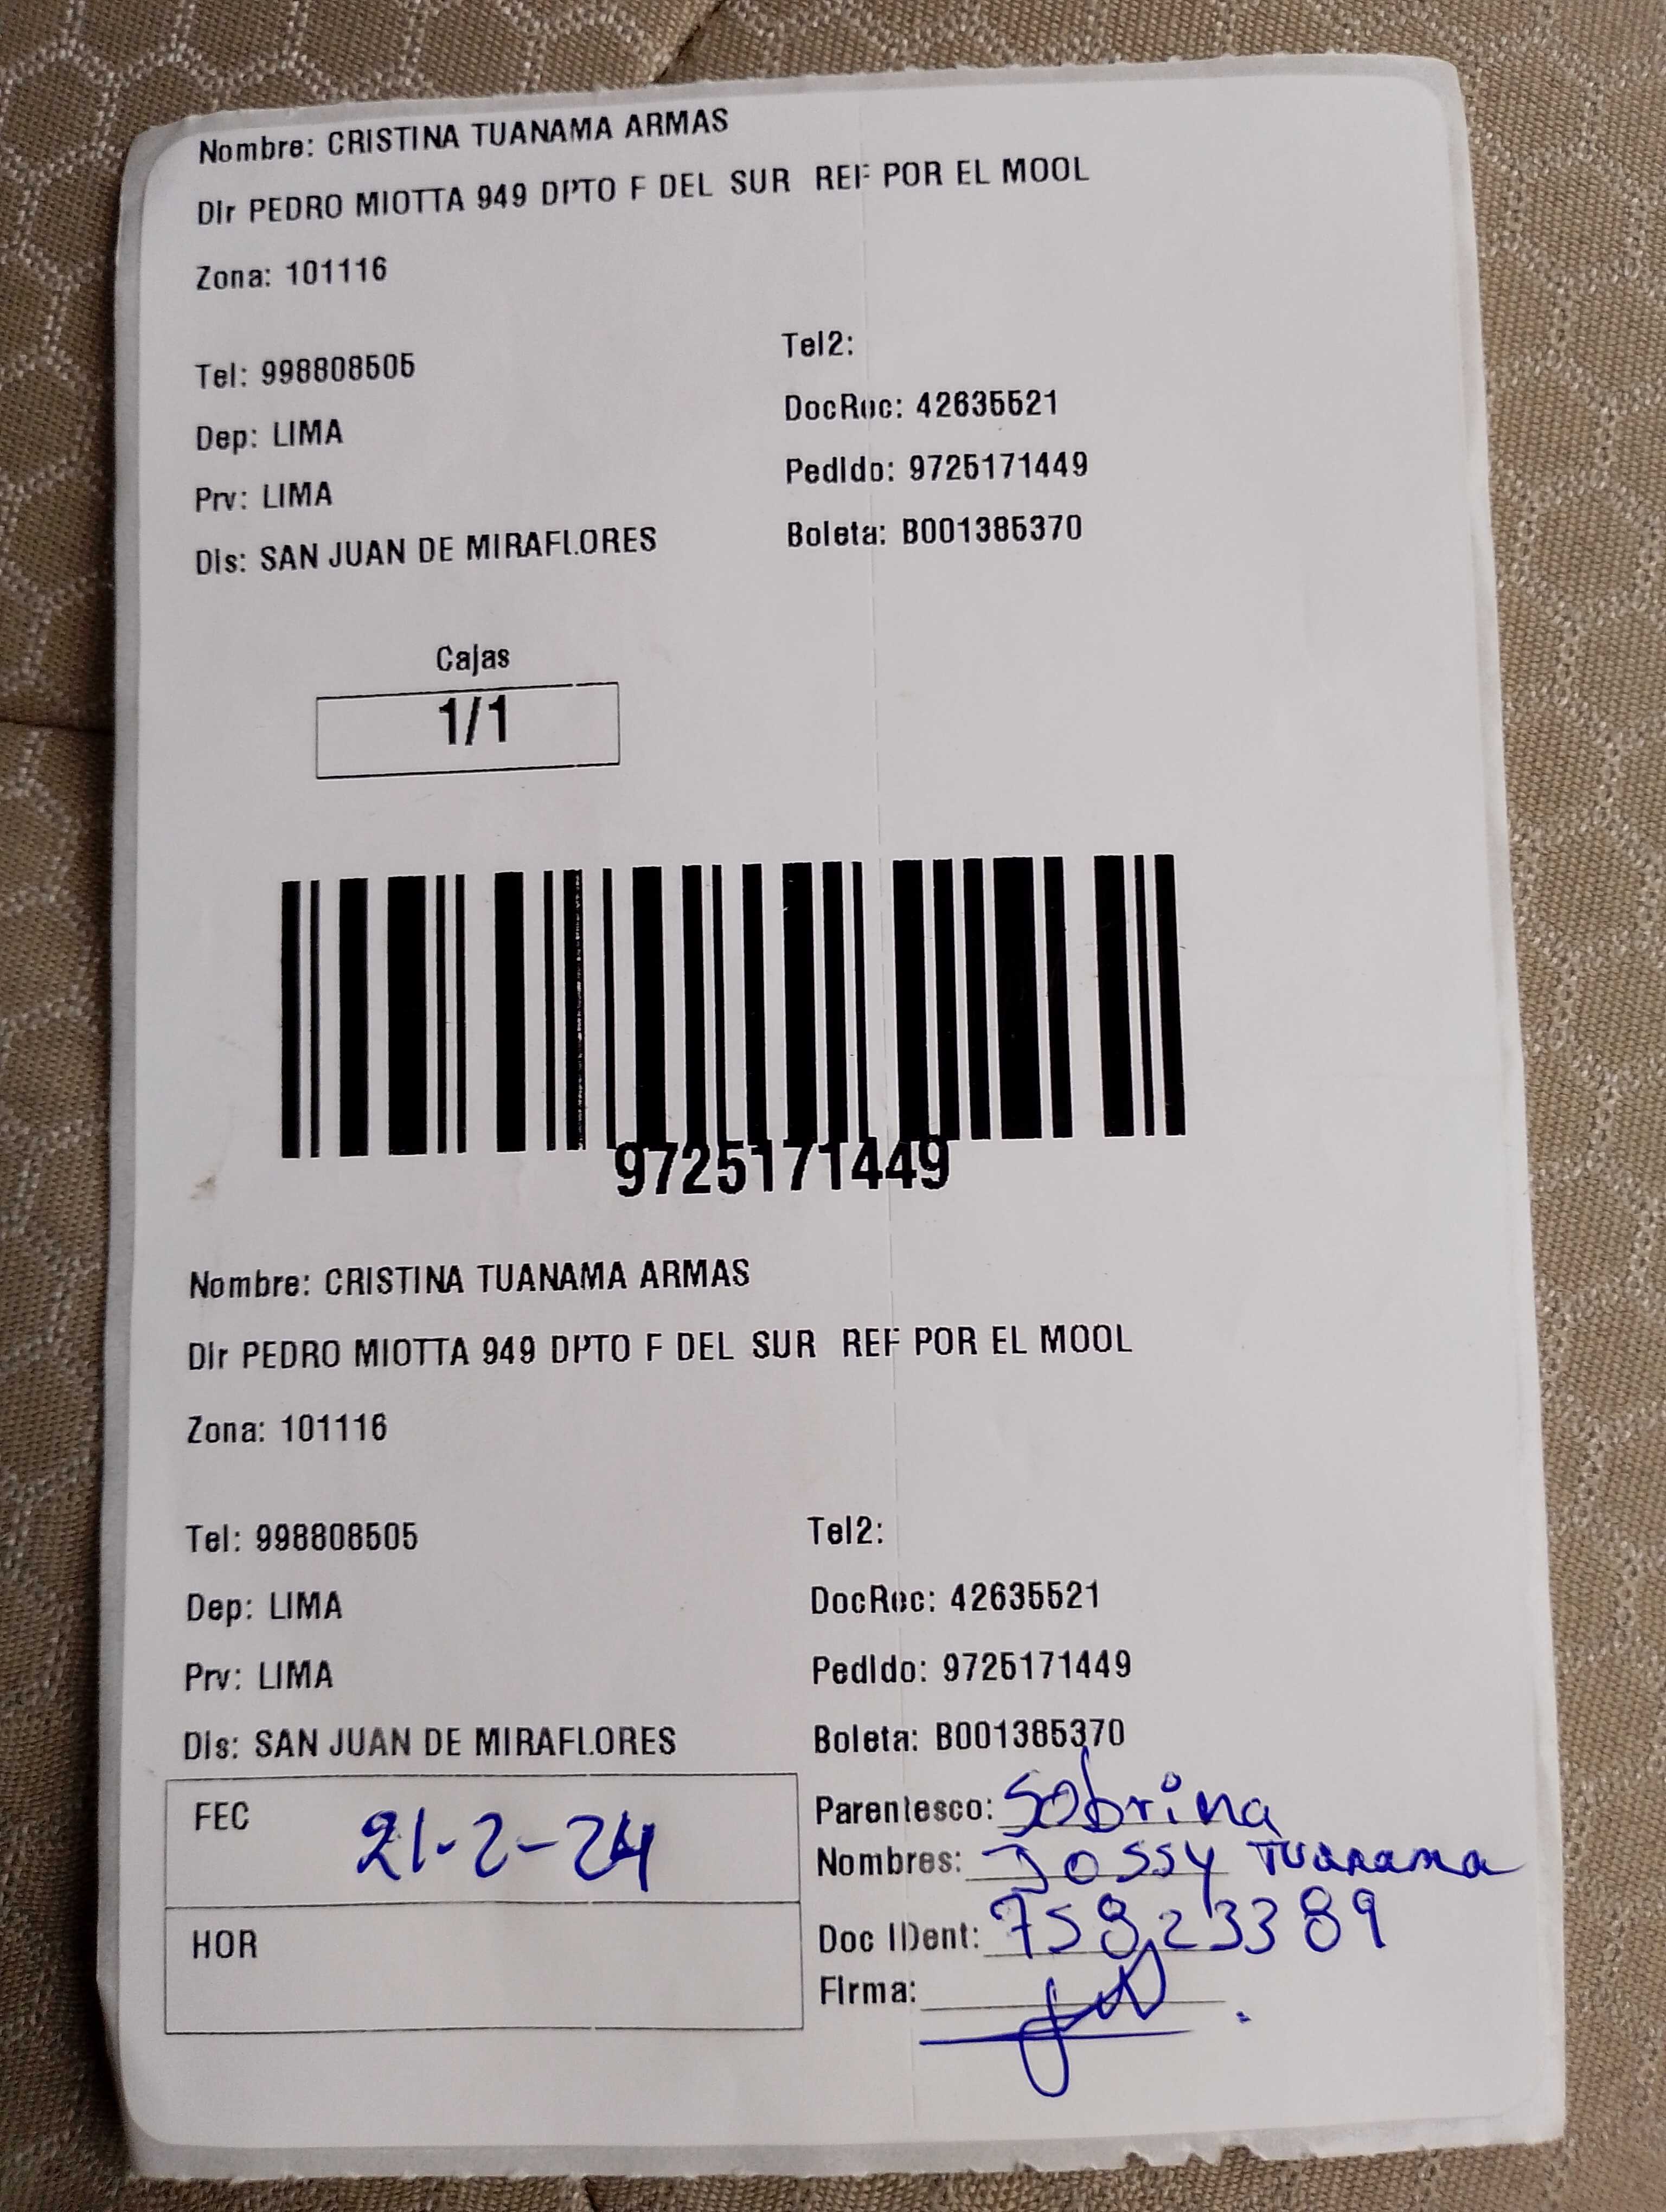 Nombre: CRISTINA TUANAMA ARMAS
Dir PEDRO MIOTTA 949 DPTO F DEL SUR REF POR EL MOOL
Zona: 101116
Tel: 998808505
Tel2:
Dep: LIMA
DocRec: 42635521
Prv: LIMA
Pedido: 9725171449
Dis: SAN JUAN DE MIRAFLORES
Boleta: B001385370
Cajas
1/1
9725171449
Nombre: CRISTINA TUANAMA ARMAS
Dir PEDRO MIOTTA 949 DPTO F DEL SUR REF POR EL MOOL
Zona: 101116
Tel: 998808505
Tel2:
Dep: LIMA
DocRec: 42635521
Prv: LIMA
Pedido: 9725171449
Dis: SAN JUAN DE MIRAFLORES
Boleta: B001385370
FEC 21-2-24
Parentesco: Sobrina
Nombres: Jossy Tuanama
HOR
Doc IDent: 75823389
Firma: